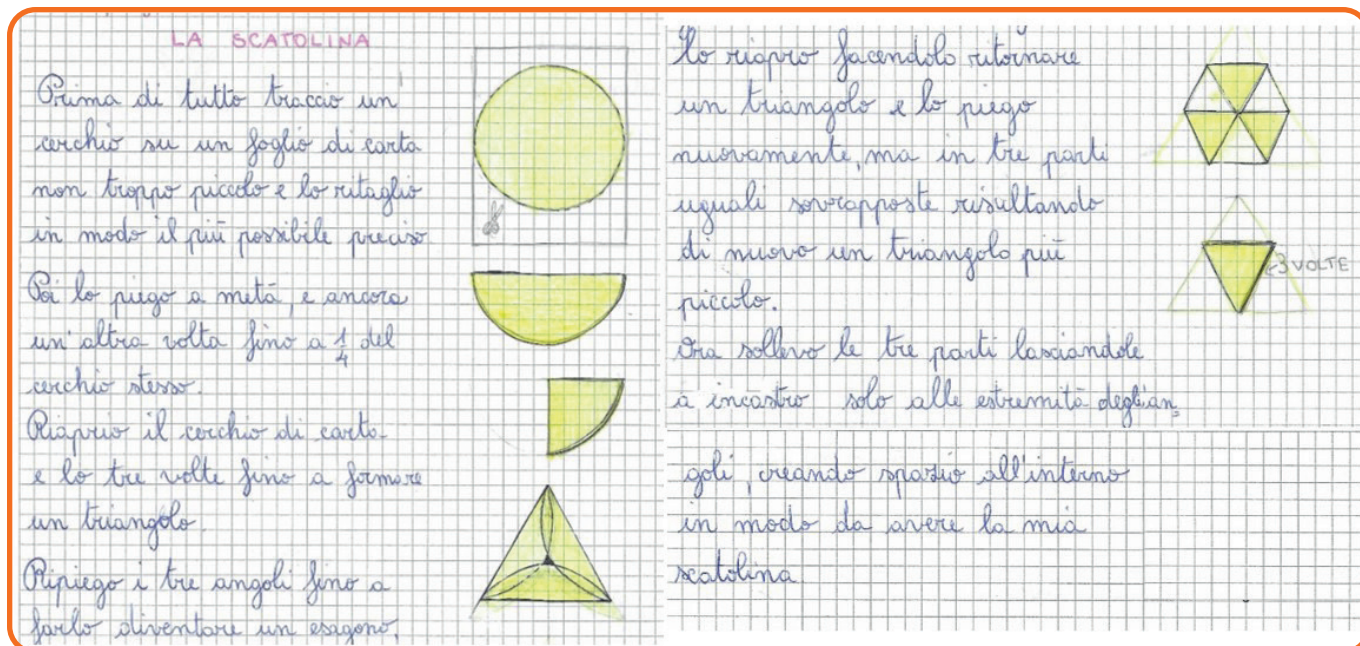 LA SCATOLINA
Prima di tutto traccio un
cerchio su un foglio di carta
non troppo piccolo e lo ritaglio
in modo il più possibile preciso
Poi lo piego a metà, e ancora
un'altra volta fino a 1/4 del
cerchio stesso.
Riaprio il cerchio di carta
e lo tre volte fino a formare
un triangolo.
Ripiego i tre angoli fino a
farlo diventare un esagono,
lo riapro facendolo ritornare
un triangolo e lo piego
nuovamente, ma in tre parti
uguali sovrapposte risultando
di nuovo un triangolo più
piccolo.
3 VOLTE
Ora sollevo le tre parti lasciandole
a incastro solo alle estremità degli an=
goli, creando spazio all'interno
in modo da avere la mia
scatolina.